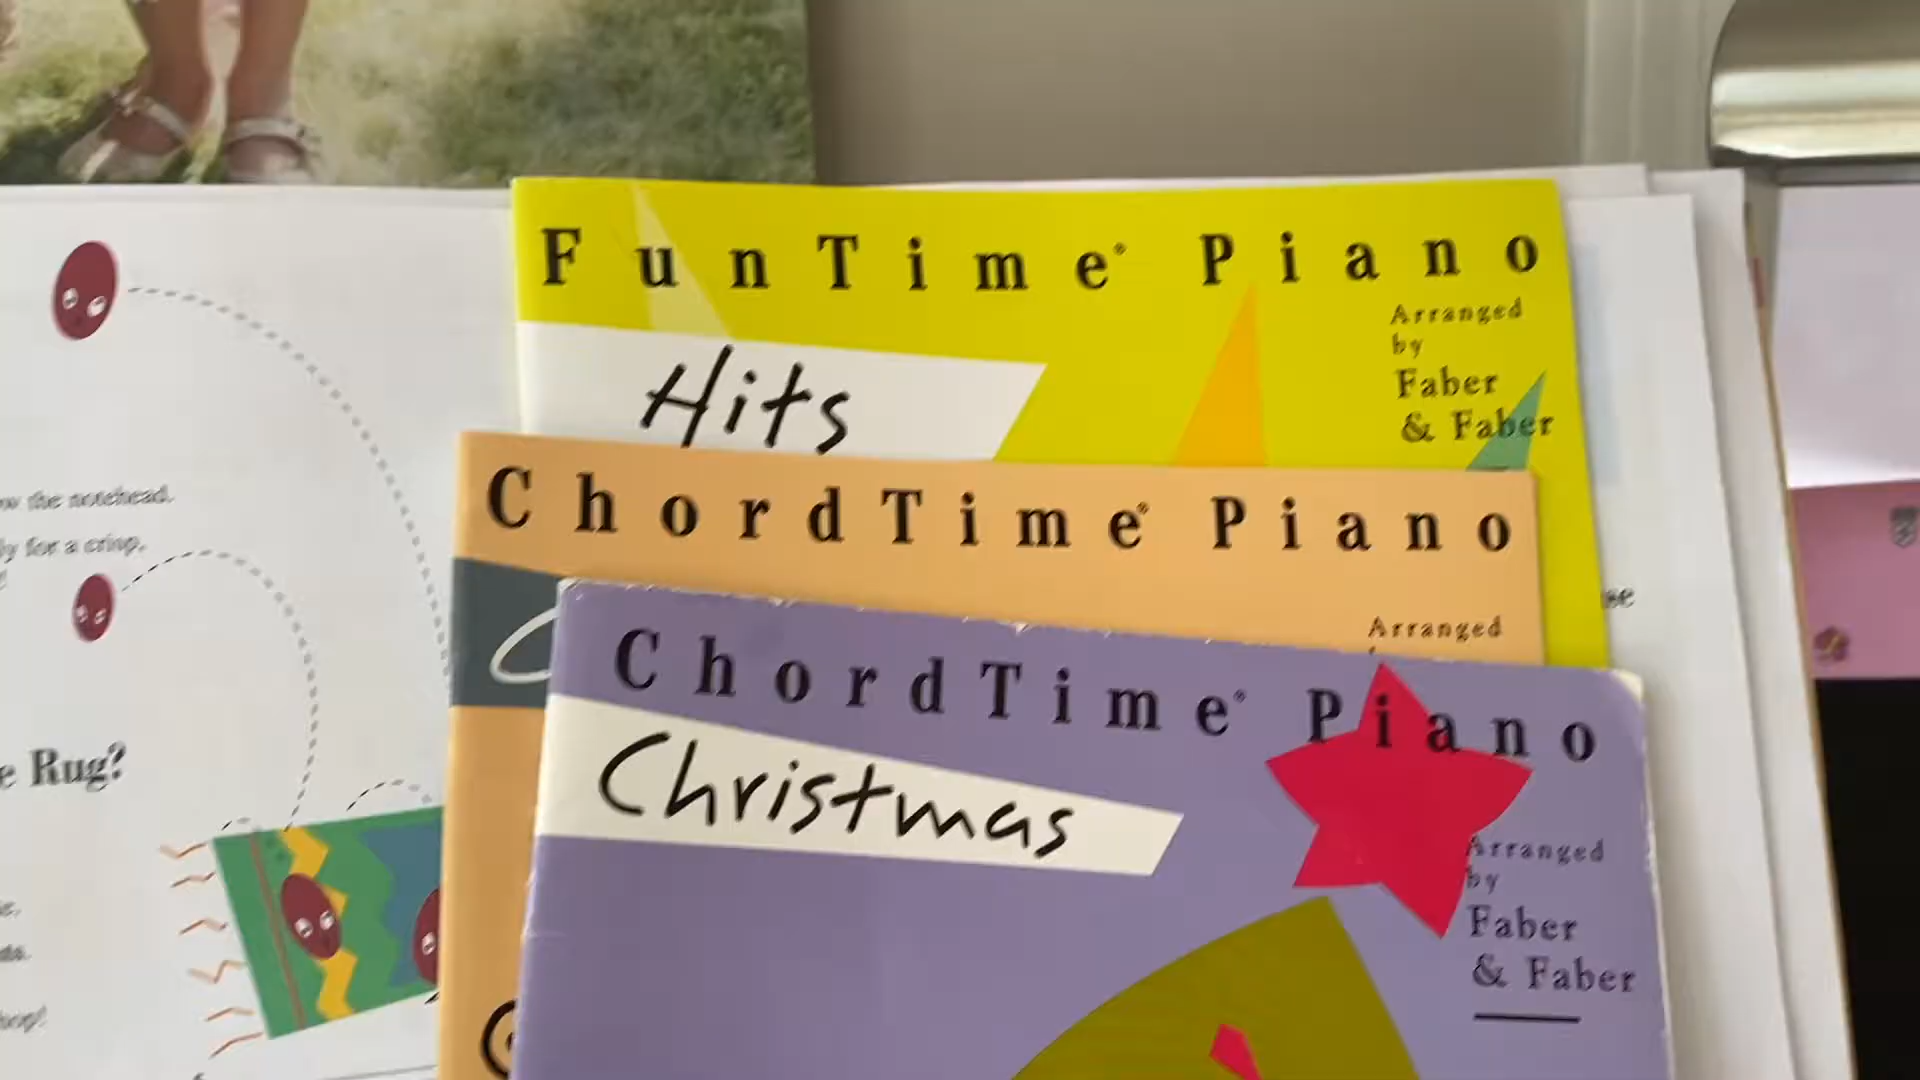 FunTime® Piano
Arranged
by
Faber
& Faber
Hits
ChordTime® Piano
Arranged
ChordTime® Piano
Christmas
Arranged
by
Faber
& Faber
the notehead.
for a crisp,
Rug?